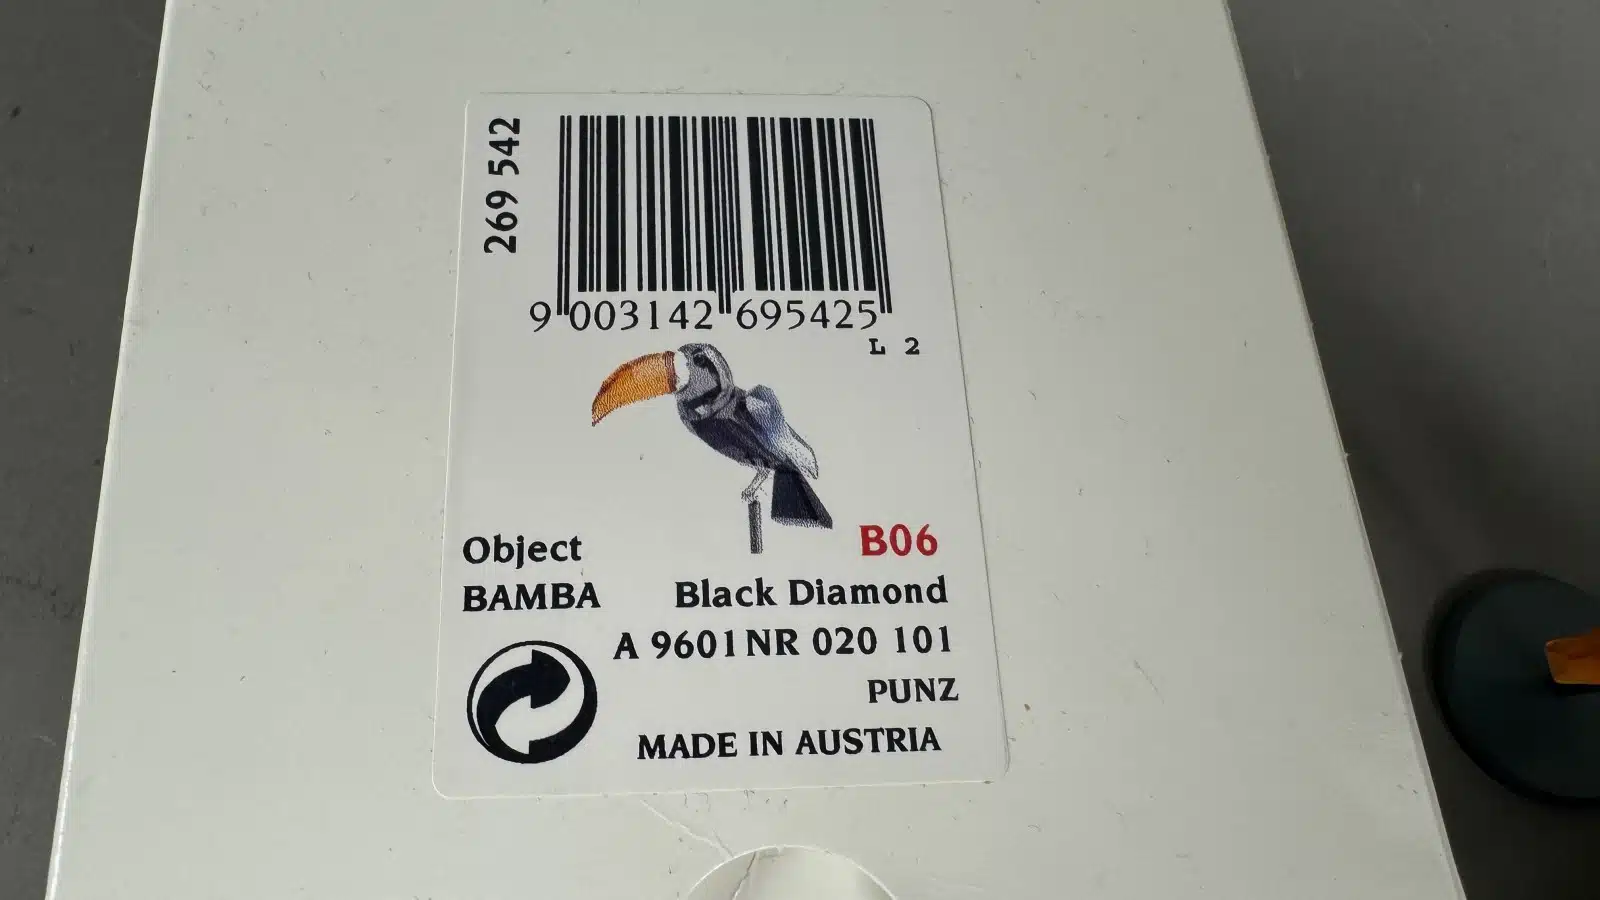 269 542
9 003142 695425
L 2
B06
Object
BAMBA Black Diamond
A 9601 NR 020 101
PUNZ
MADE IN AUSTRIA